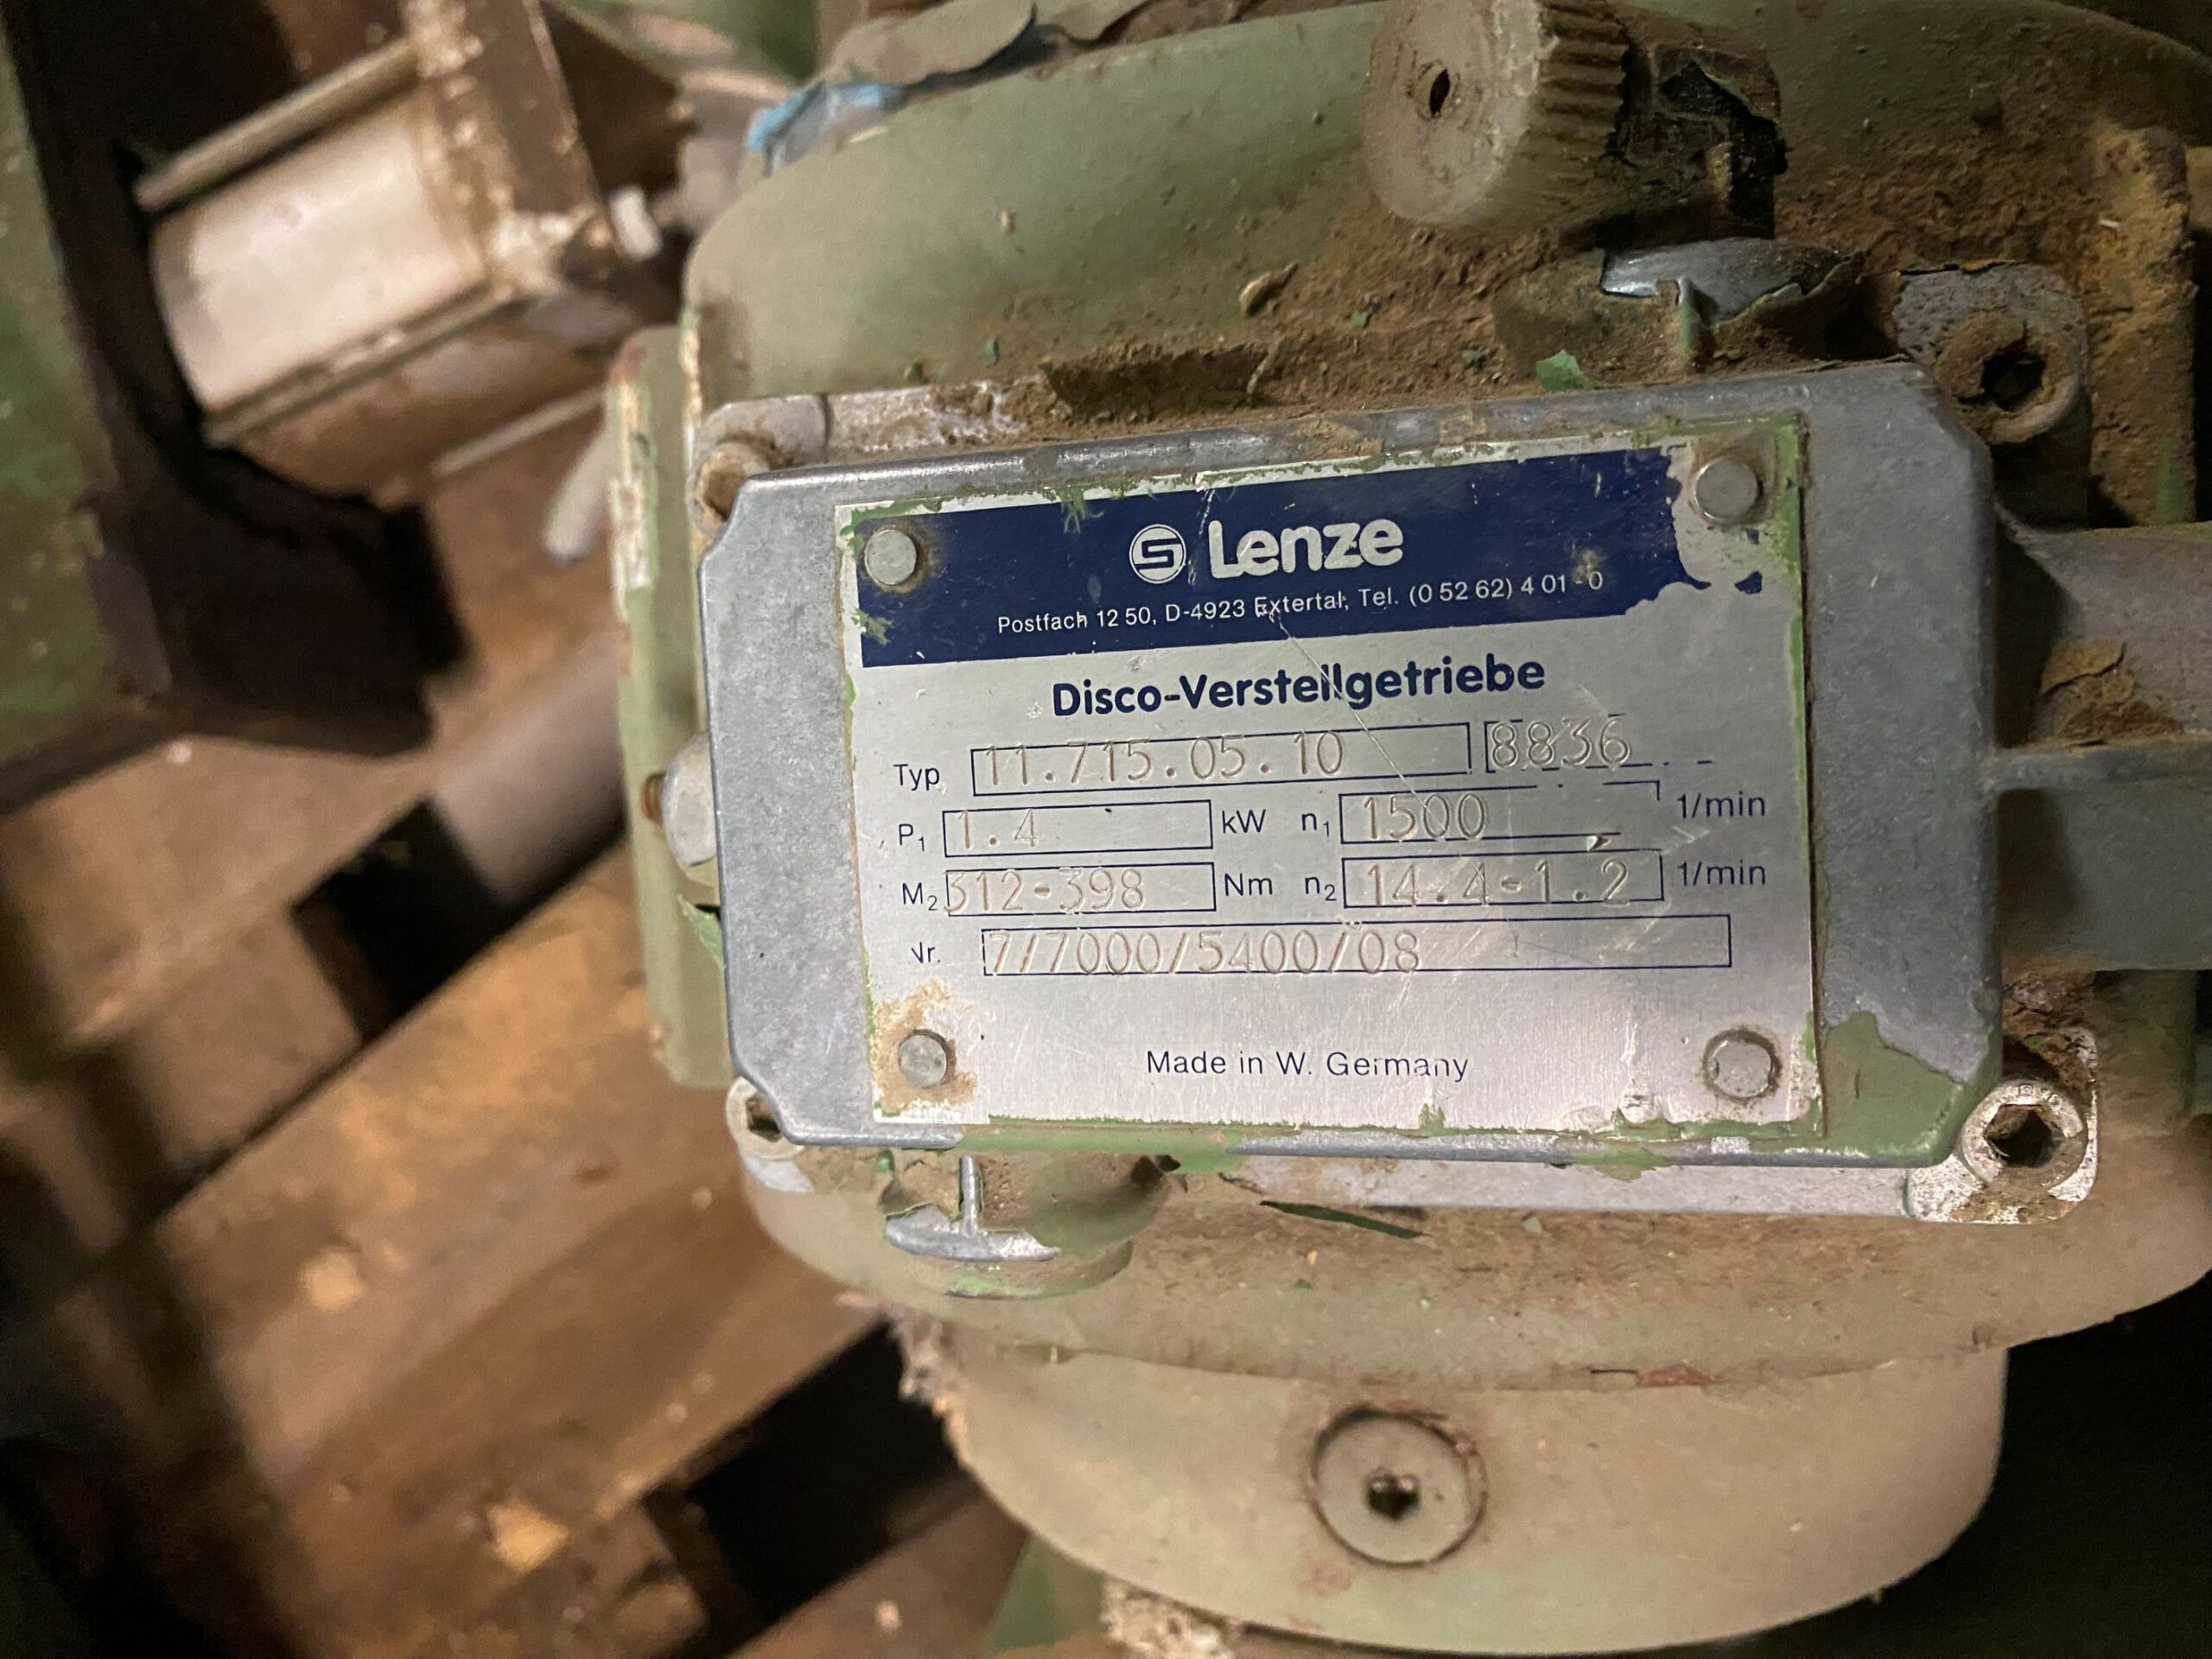 Lenze
Postfach 12 50, D-4923 Extertal, Tel. (0 52 62) 4 01 - 0
Disco-Verstellgetriebe
Typ 11.715.05.10 8836
P1 1.4 kW n1 1500 1/min
M2 312-398 Nm n2 14.4-1.2 1/min
Nr. 7/7000/5400/08
Made in W. Germany